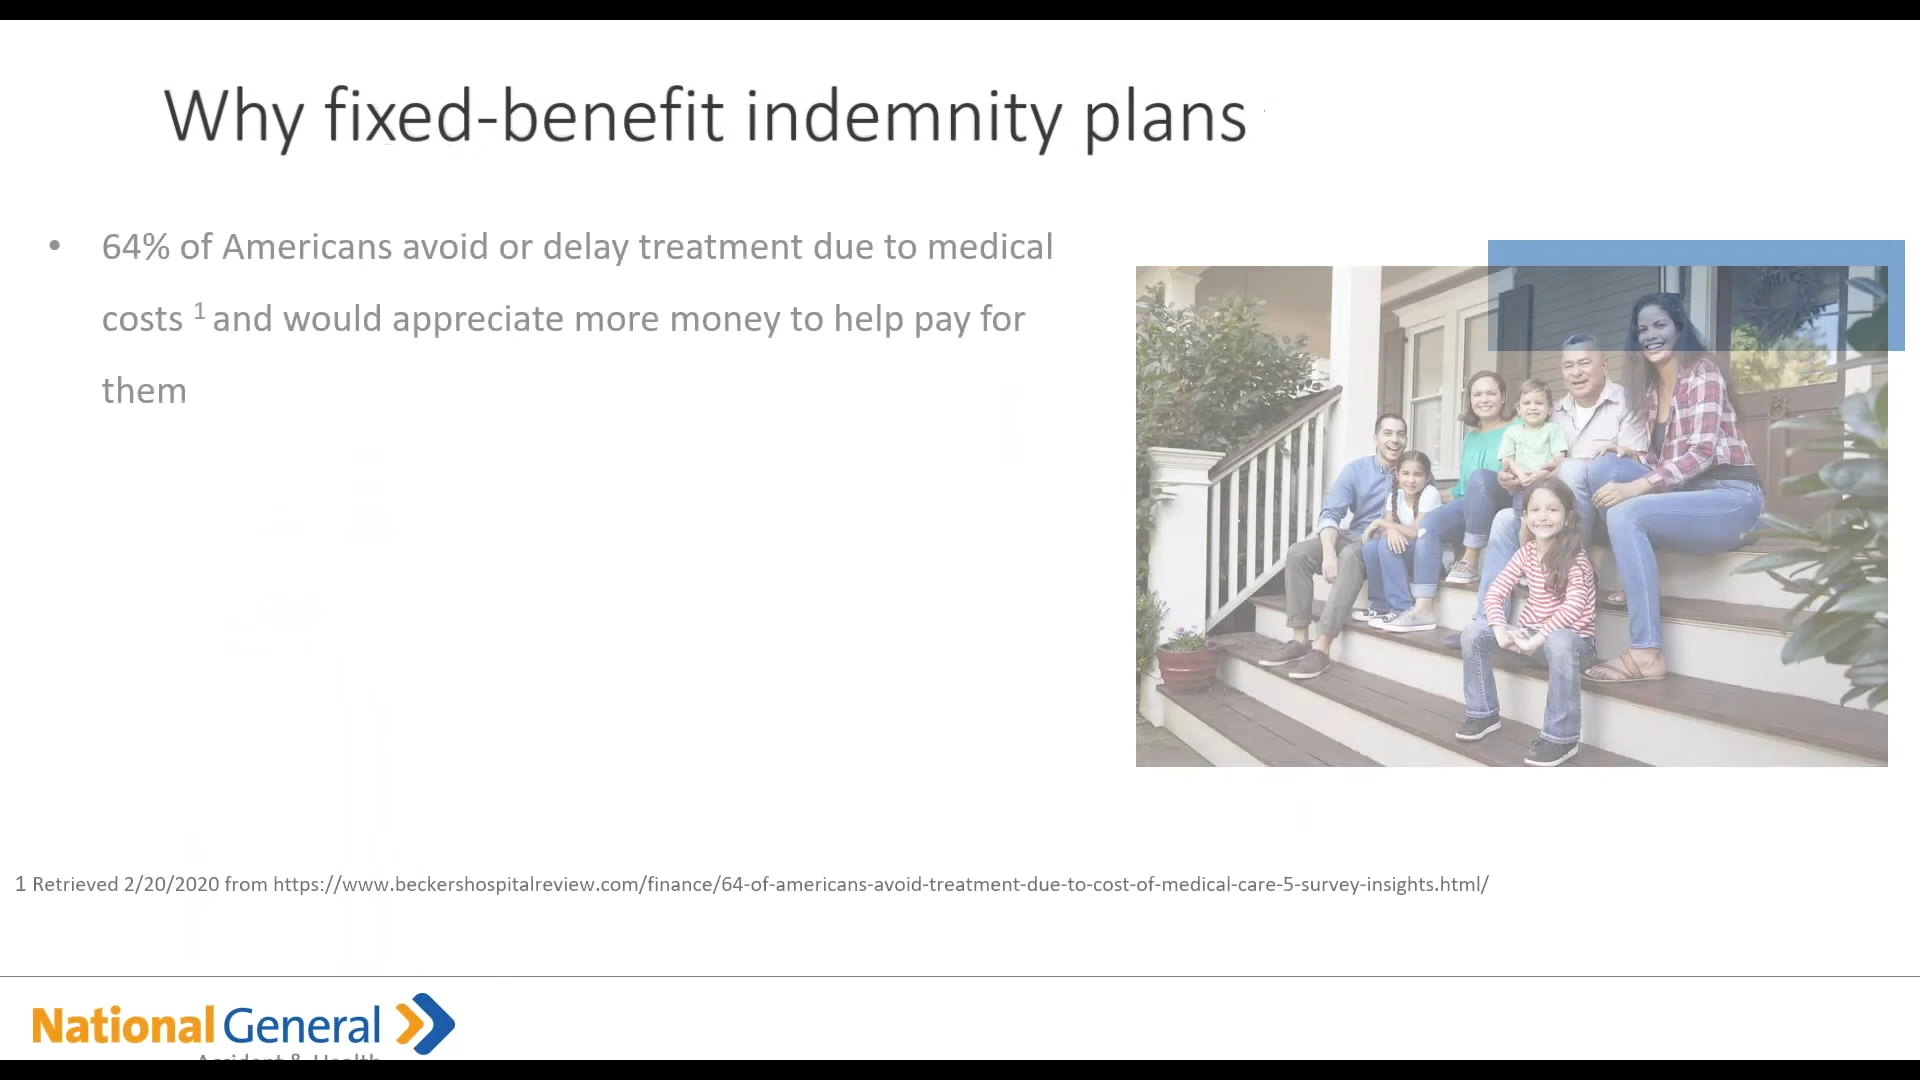 Why fixed-benefit indemnity plans
• 64% of Americans avoid or delay treatment due to medical
costs 1 and would appreciate more money to help pay for
them
1 Retrieved 2/20/2020 from https://www.beckershospitalreview.com/finance/64-of-americans-avoid-treatment-due-to-cost-of-medical-care-5-survey-insights.html/
National General
Accident & Health